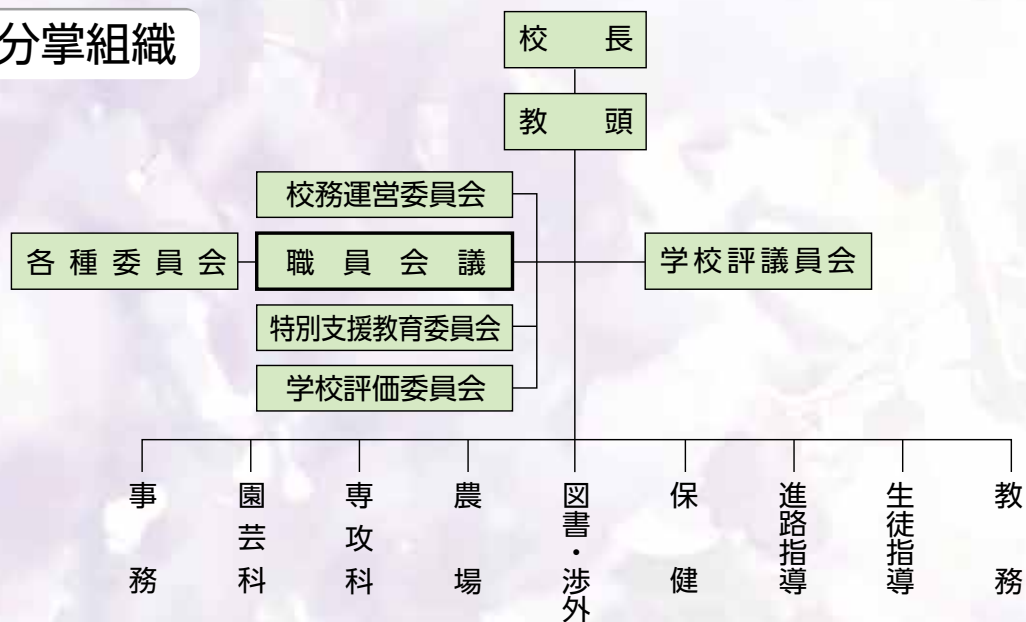 分掌組織
校長
教頭
校務運営委員会
各種委員会
職員会議
学校評議員会
特別支援教育委員会
学校評価委員会
事務
園芸科
専攻科
農場
図書・渉外
保健
進路指導
生徒指導
教務